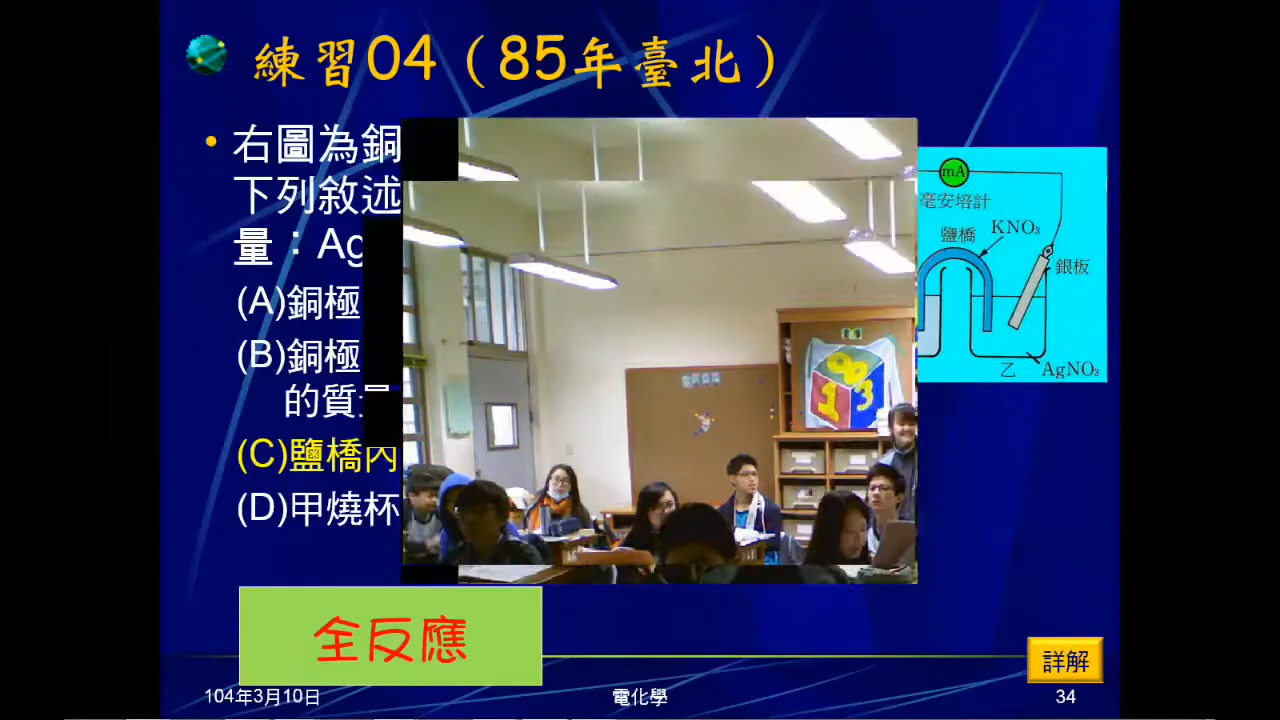 練習04（85年臺北）
右圖為銅
下列敘述
量：Ag
(A)銅極
(B)銅極
的質量
(C)鹽橋內
(D)甲燒杯
mA
毫安培計
鹽橋 KNO₃
銀板
乙 AgNO₃
全反應
詳解
104年3月10日 電化學 34